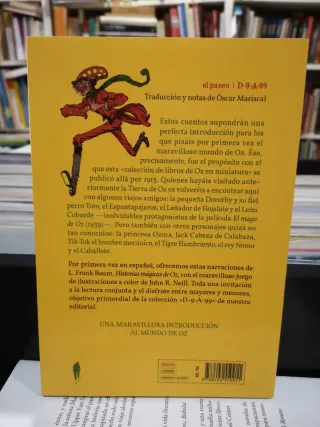 el paseo | D-9-A-99
Traducción y notas de Óscar Mariscal
Estos cuentos supondrán una
perfecta introducción para los
que pisáis por primera vez el
maravilloso mundo de Oz. Ése,
precisamente, fue el propósito con el
que esta «colección de libros de Oz en miniatura» se
publicó allá por 1913. Quienes hayáis visitado ante-
riormente la Tierra de Oz volveréis a encontrar aquí
con algunos viejos amigos: la pequeña Dorothy y su fiel
perro Toto, el Espantapájaros, el Leñador de Hojalata y el León
Cobarde —inolvidables protagonistas de la película El mago
de Oz (1939)—. Pero también con otros personajes quizá no
tan conocidos: la princesa Ozma, Jack Cabeza de Calabaza,
Tik-Tok el hombre mecánico, el Tigre Hambriento, el rey Nomo
y el Caballete.
Por primera vez en español, ofrecemos estas narraciones de
L. Frank Baum, Historias mágicas de Oz, con el maravilloso juego
de ilustraciones a color de John R. Neill. Toda una invitación
a la lectura conjunta y el disfrute entre mayores y menores,
objetivo primordial de la colección «D-9-A-99» de nuestra
editorial.
UNA MARAVILLOSA INTRODUCCIÓN
AL MUNDO DE OZ